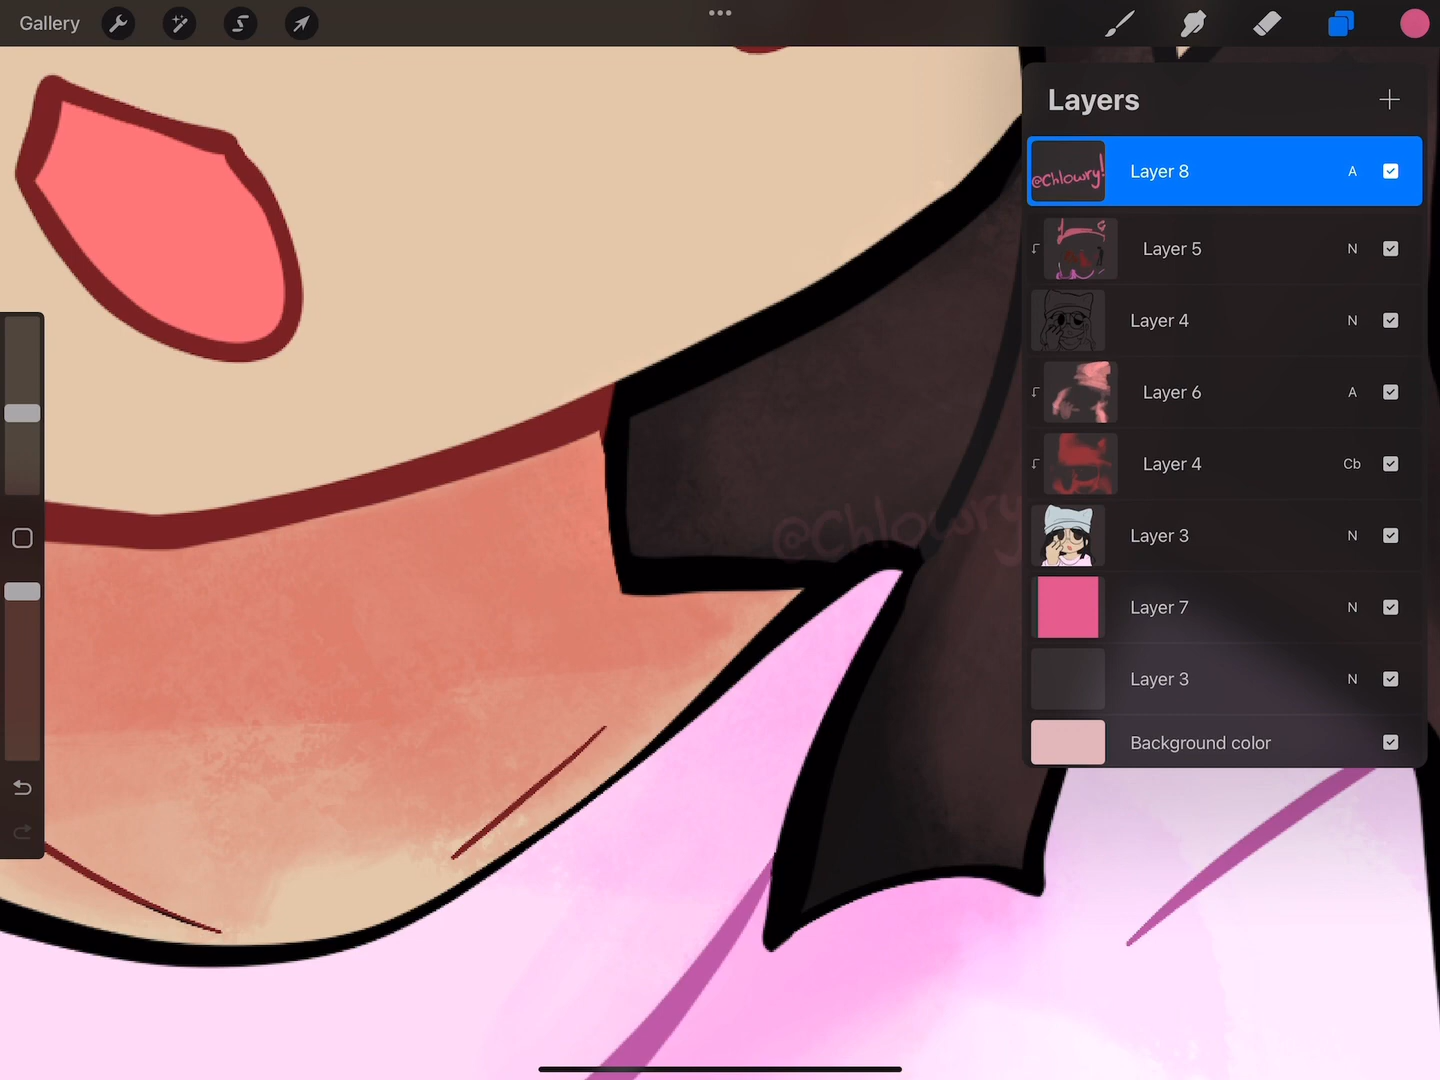 Gallery
Layers
@Chlowry!
Layer 8 A
Layer 5 N
Layer 4 N
Layer 6 A
Layer 4 Cb
Layer 3 N
Layer 7 N
Layer 3 N
Background color
@Chlowry